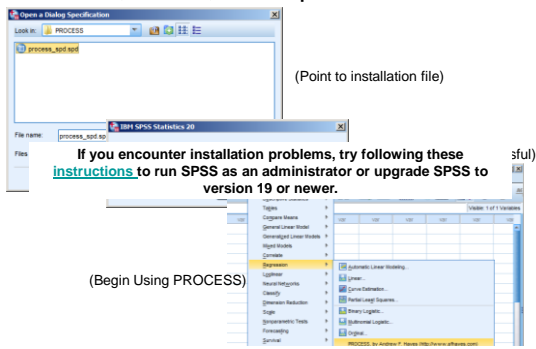 Open a Dialog Specification
Look in: PROCESS
process_spd.spd
(Point to installation file)
IBM SPSS Statistics 20
File name: process_spd.sp
Files
sful)
If you encounter installation problems, try following these
instructions to run SPSS as an administrator or upgrade SPSS to
version 19 or newer.
Visible: 1 of 1 Variables
Tables
Compare Means
General Linear Model
Generalized Linear Models
Mixed Models
Correlate
Regression
Loglinear
Neural Networks
Classify
Dimension Reduction
Scale
Nonparametric Tests
Forecasting
Survival
(Begin Using PROCESS)
Automatic Linear Modeling...
Linear...
Curve Estimation...
Partial Least Squares...
Binary Logistic...
Multinomial Logistic...
Ordinal...
PROCESS, by Andrew F. Hayes (http://www.afhayes.com)